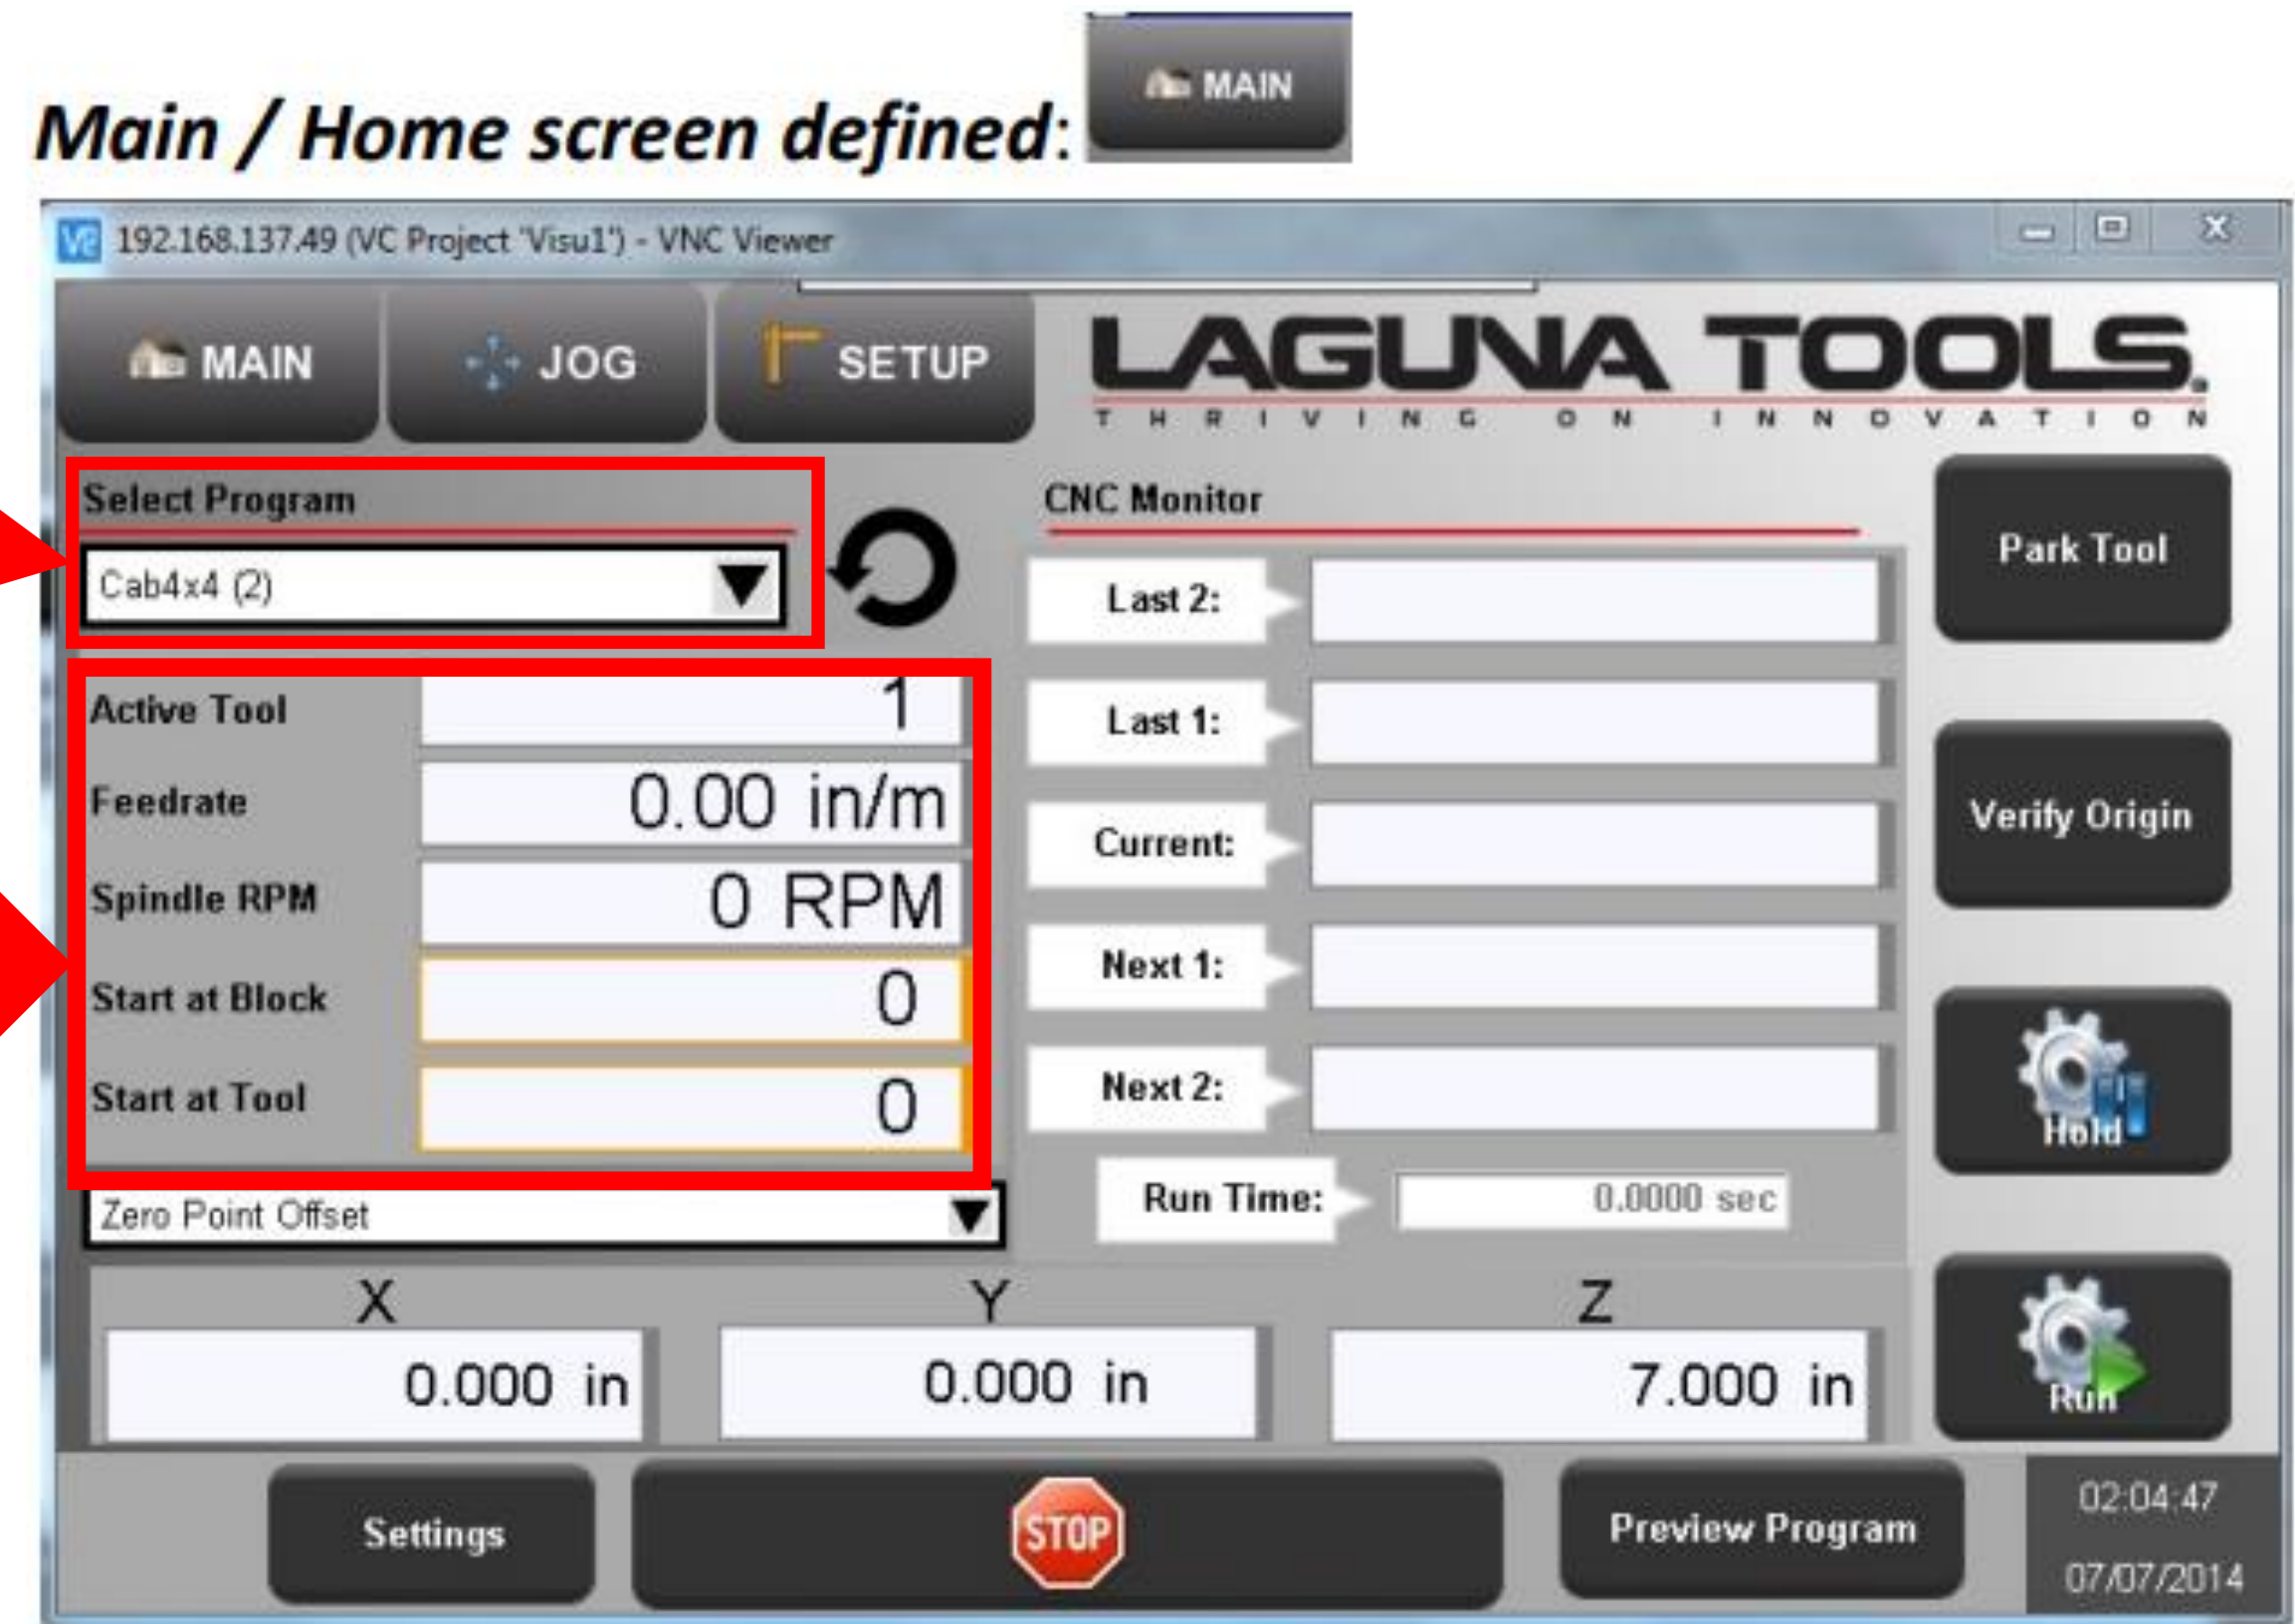 MAIN
Main / Home screen defined:
192.168.137.49 (VC Project 'Visu1') - VNC Viewer
MAIN
JOG
SETUP
LAGUNA TOOLS
THRIVING ON INNOVATION
Select Program
Cab4x4 (2)
Active Tool 1
Feedrate 0.00 in/m
Spindle RPM 0 RPM
Start at Block 0
Start at Tool 0
Zero Point Offset
CNC Monitor
Last 2:
Last 1:
Current:
Next 1:
Next 2:
Run Time: 0.0000 sec
Park Tool
Verify Origin
Hold
Run
X Y Z
0.000 in 0.000 in 7.000 in
Settings
STOP
Preview Program
02:04:47
07/07/2014